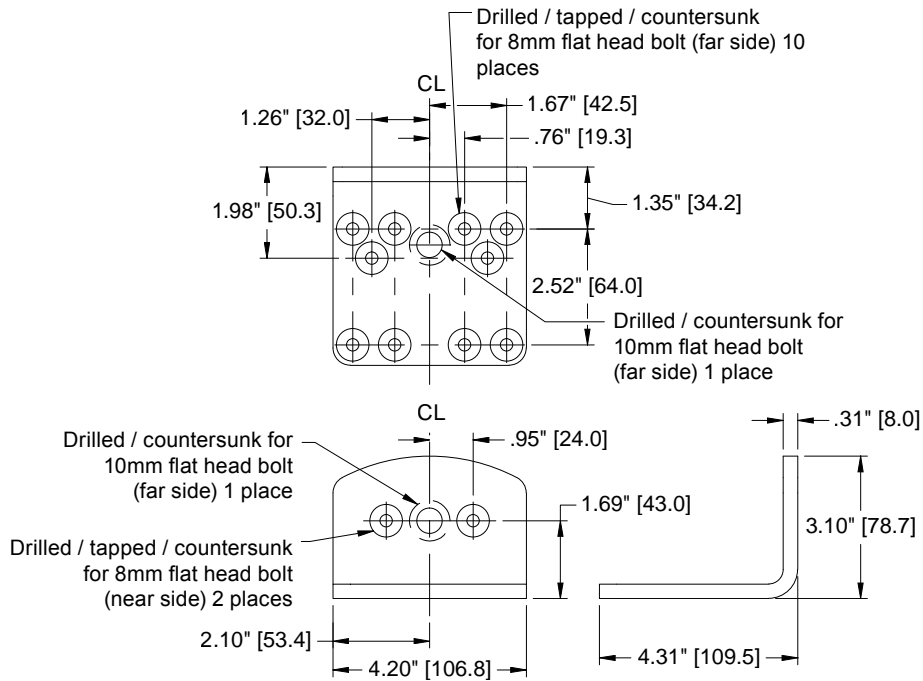 Drilled / tapped / countersunk
for 8mm flat head bolt (far side) 10
places
CL
1.67" [42.5]
1.26" [32.0]
.76" [19.3]
1.98" [50.3]
1.35" [34.2]
2.52" [64.0]
Drilled / countersunk for
10mm flat head bolt
(far side) 1 place
CL
.95" [24.0]
.31" [8.0]
Drilled / countersunk for
10mm flat head bolt
(far side) 1 place
1.69" [43.0]
3.10" [78.7]
Drilled / tapped / countersunk
for 8mm flat head bolt
(near side) 2 places
2.10" [53.4]
4.20" [106.8]
4.31" [109.5]